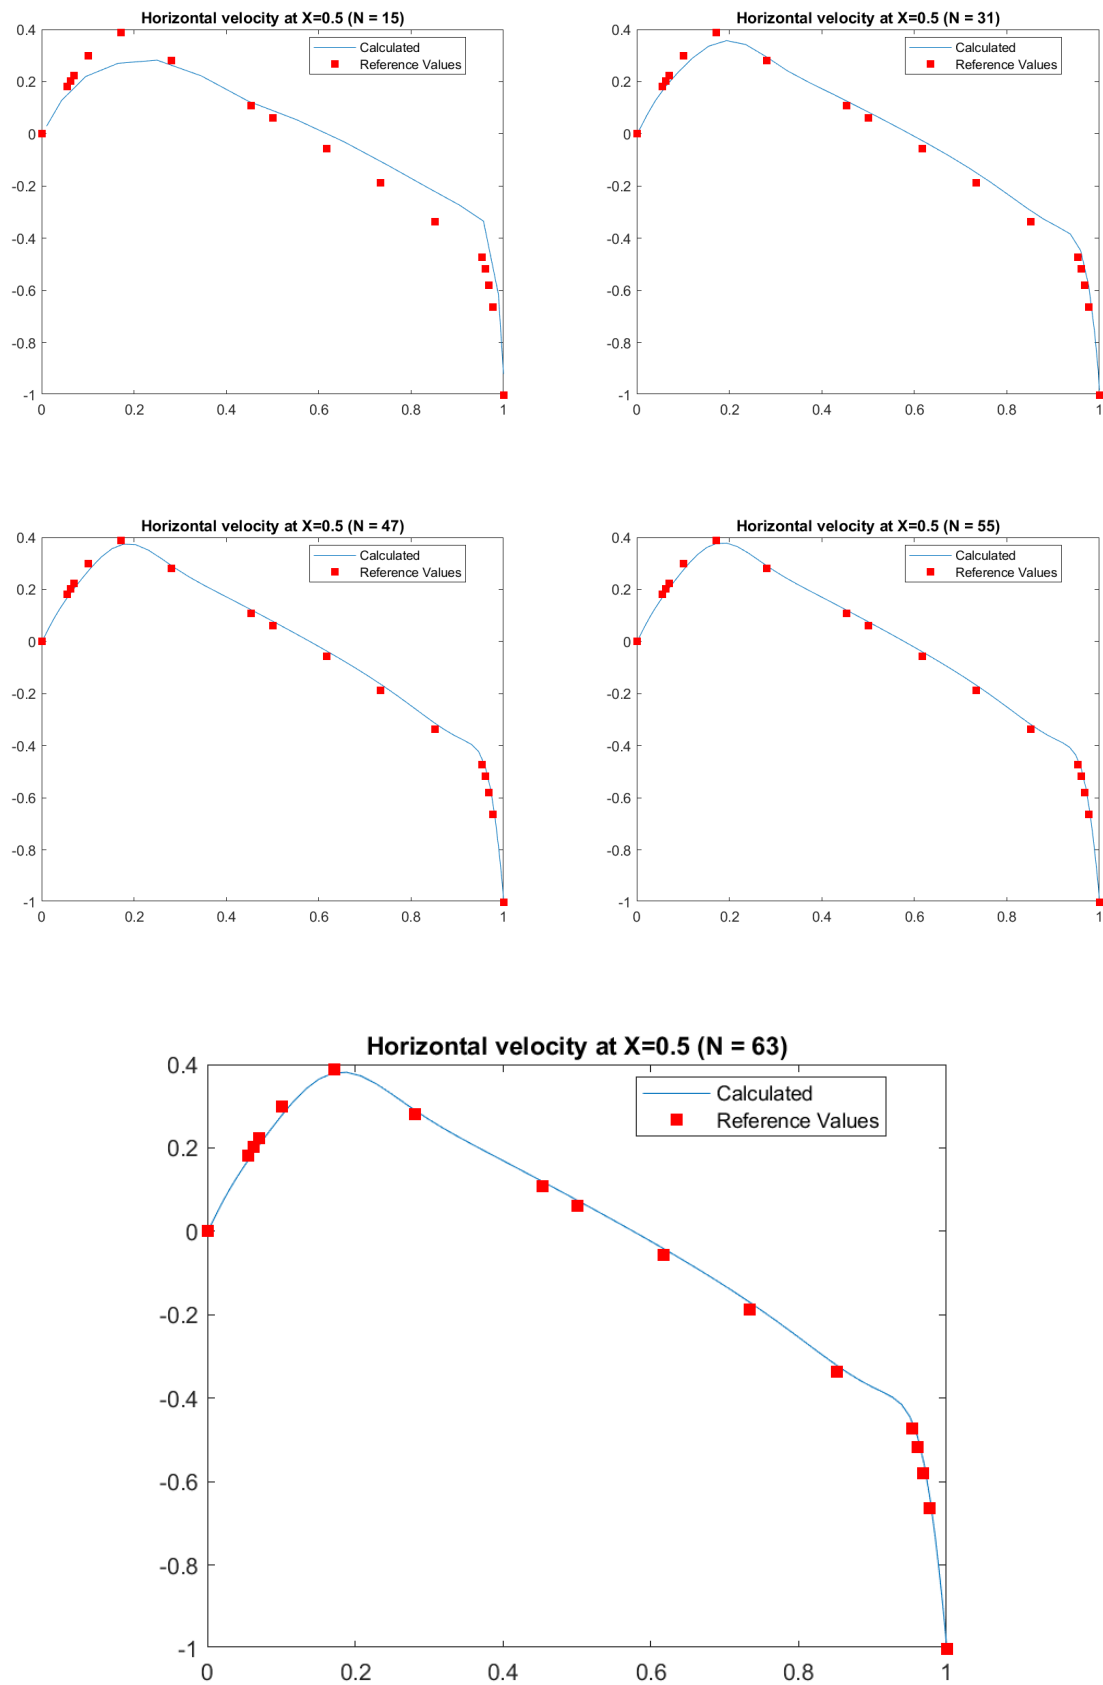 Horizontal velocity at X=0.5 (N = 15)
Calculated
Reference Values
0.4
0.2
0
-0.2
-0.4
-0.6
-0.8
-1
0 0.2 0.4 0.6 0.8 1
Horizontal velocity at X=0.5 (N = 31)
Calculated
Reference Values
0.4
0.2
0
-0.2
-0.4
-0.6
-0.8
-1
0 0.2 0.4 0.6 0.8 1
Horizontal velocity at X=0.5 (N = 47)
Calculated
Reference Values
0.4
0.2
0
-0.2
-0.4
-0.6
-0.8
-1
0 0.2 0.4 0.6 0.8 1
Horizontal velocity at X=0.5 (N = 55)
Calculated
Reference Values
0.4
0.2
0
-0.2
-0.4
-0.6
-0.8
-1
0 0.2 0.4 0.6 0.8 1
Horizontal velocity at X=0.5 (N = 63)
Calculated
Reference Values
0.4
0.2
0
-0.2
-0.4
-0.6
-0.8
-1
0 0.2 0.4 0.6 0.8 1